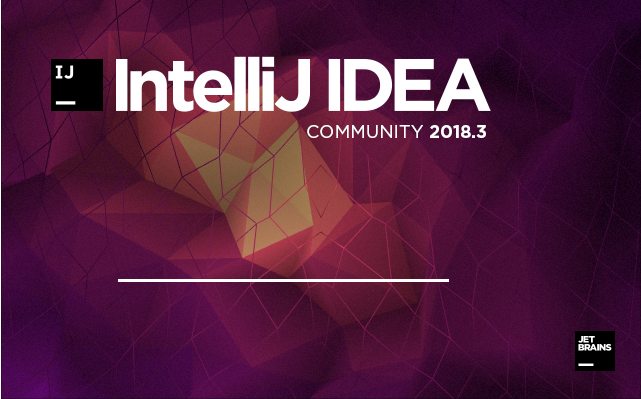 IJ
IntelliJ IDEA
COMMUNITY 2018.3
JET
BRAINS